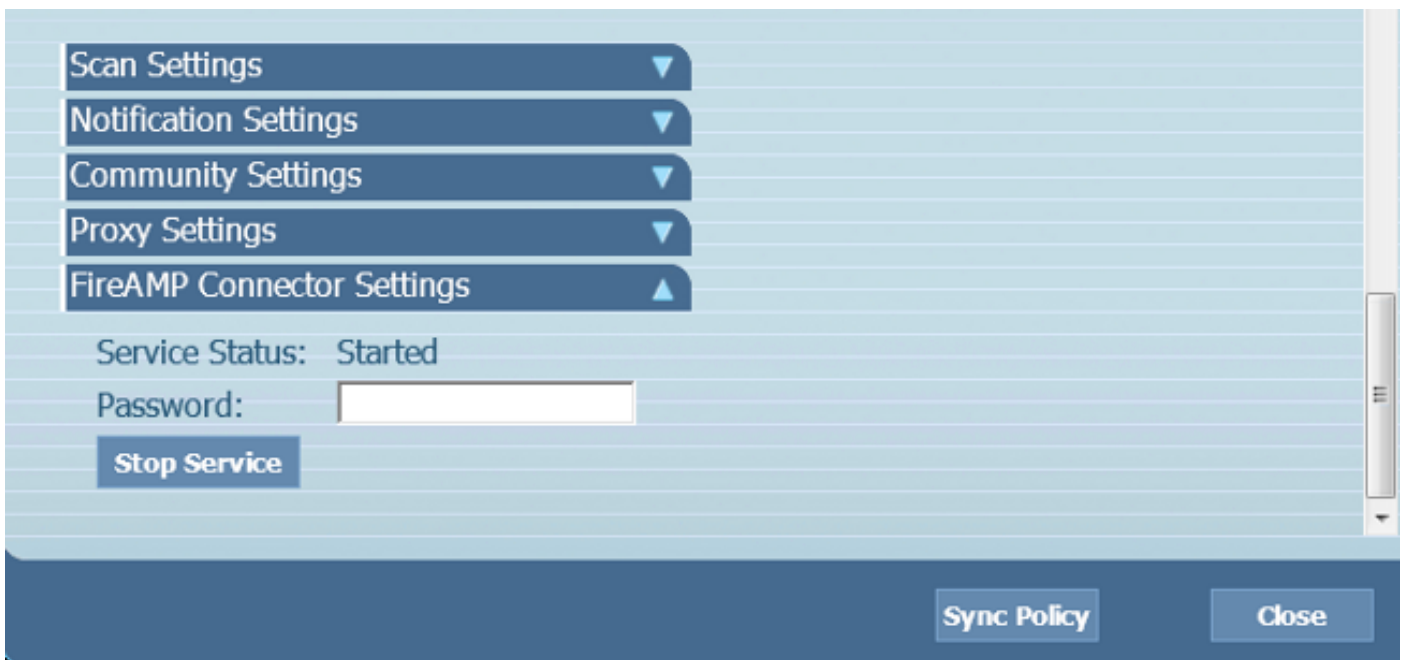 Scan Settings
Notification Settings
Community Settings
Proxy Settings
FireAMP Connector Settings
Service Status: Started
Password:
Stop Service
Sync Policy Close